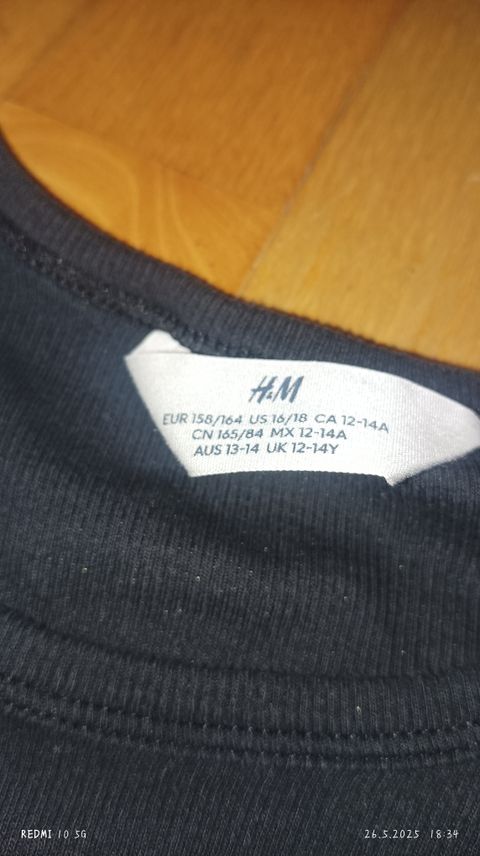 H&M
EUR 158/164 US 16/18 CA 12-14A
CN 165/84 MX 12-14A
AUS 13-14 UK 12-14Y
REDMI 10 5G
26.5.2025 18:34